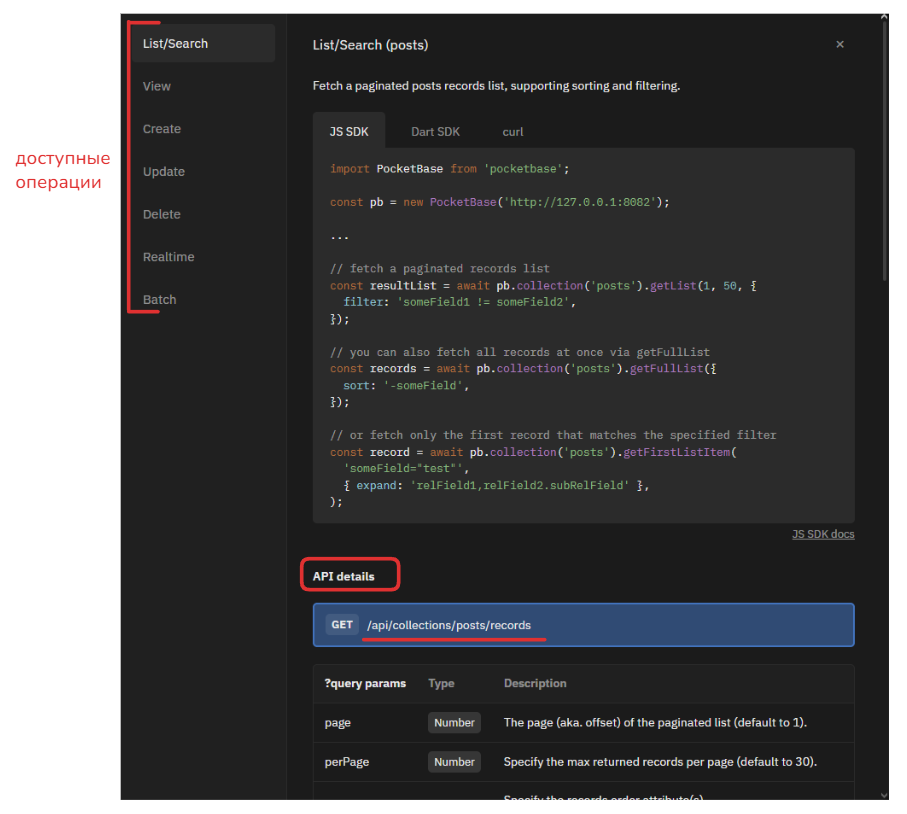 доступные
операции
List/Search
View
Create
Update
Delete
Realtime
Batch
List/Search (posts)
×
Fetch a paginated posts records list, supporting sorting and filtering.
JS SDK Dart SDK curl
import PocketBase from 'pocketbase';
const pb = new PocketBase('http://127.0.0.1:8082');
...
// fetch a paginated records list
const resultList = await pb.collection('posts').getList(1, 50, {
filter: 'someField1 != someField2',
});
// you can also fetch all records at once via getFullList
const records = await pb.collection('posts').getFullList({
sort: '-someField',
});
// or fetch only the first record that matches the specified filter
const record = await pb.collection('posts').getFirstListItem(
'someField="test"',
{ expand: 'relField1,relField2.subRelField' },
);
JS SDK docs
API details
GET /api/collections/posts/records
?query params Type Description
page Number The page (aka. offset) of the paginated list (default to 1).
perPage Number Specify the max returned records per page (default to 30).
Specify the records order attribute(s).